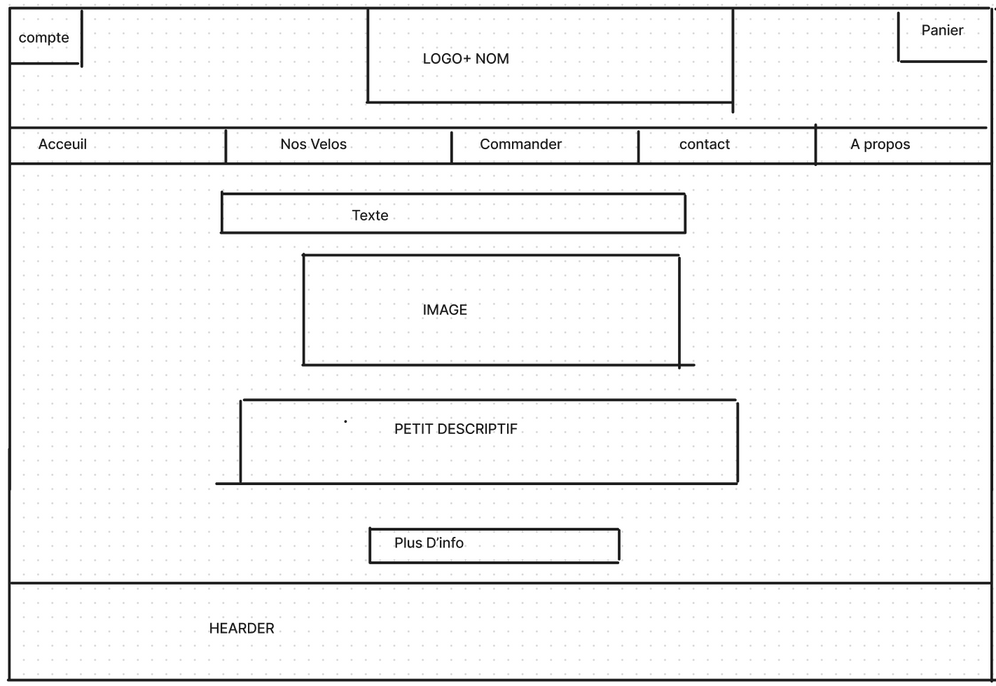 compte
LOGO+ NOM
Panier
Acceuil
Nos Velos
Commander
contact
A propos
Texte
IMAGE
PETIT DESCRIPTIF
Plus D'info
HEARDER